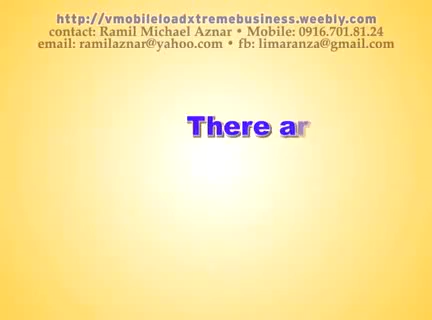 http://vmobileloadxtremebusiness.weebly.com
contact: Ramil Michael Aznar • Mobile: 0916.701.81.24
email: ramilaznar@yahoo.com • fb: limaranza@gmail.com
There ar